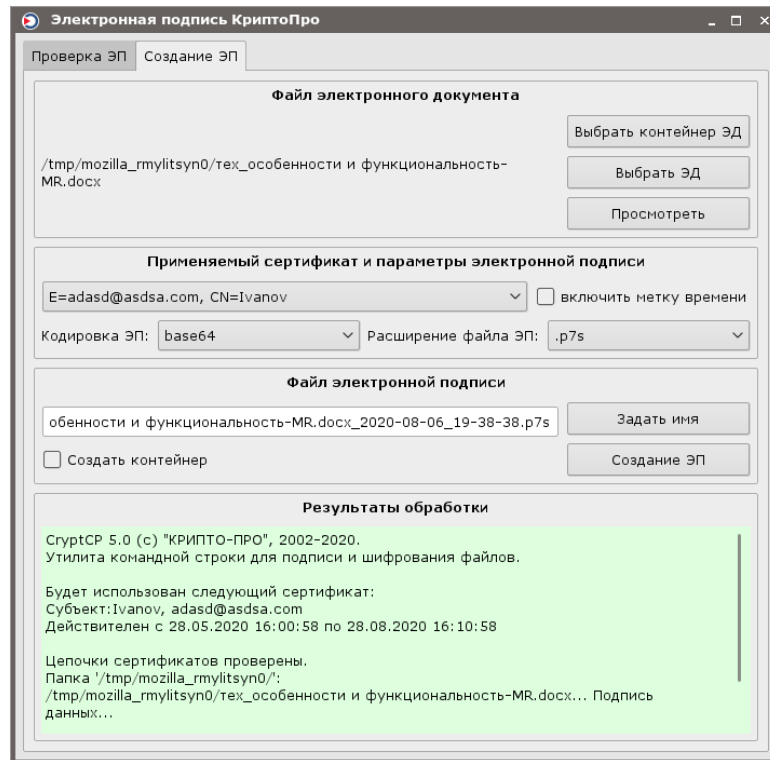 Электронная подпись КриптоПро
Проверка ЭП
Создание ЭП
Файл электронного документа
Выбрать контейнер ЭД
/tmp/mozilla_rmylitsyn0/тех_особенности и функциональность-
MR.docx
Выбрать ЭД
Просмотреть
Применяемый сертификат и параметры электронной подписи
E=adasd@asdsa.com, CN=Ivanov
включить метку времени
Кодировка ЭП: base64
Расширение файла ЭП: .p7s
Файл электронной подписи
обенности и функциональность-MR.docx_2020-08-06_19-38-38.p7s
Задать имя
Создать контейнер
Создание ЭП
Результаты обработки
CryptCP 5.0 (c) "КРИПТО-ПРО", 2002-2020.
Утилита командной строки для подписи и шифрования файлов.
Будет использован следующий сертификат:
Субъект:Ivanov, adasd@asdsa.com
Действителен с 28.05.2020 16:00:58 по 28.08.2020 16:10:58
Цепочки сертификатов проверены.
Папка '/tmp/mozilla_rmylitsyn0/':
/tmp/mozilla_rmylitsyn0/тех_особенности и функциональность-MR.docx... Подпись
данных...